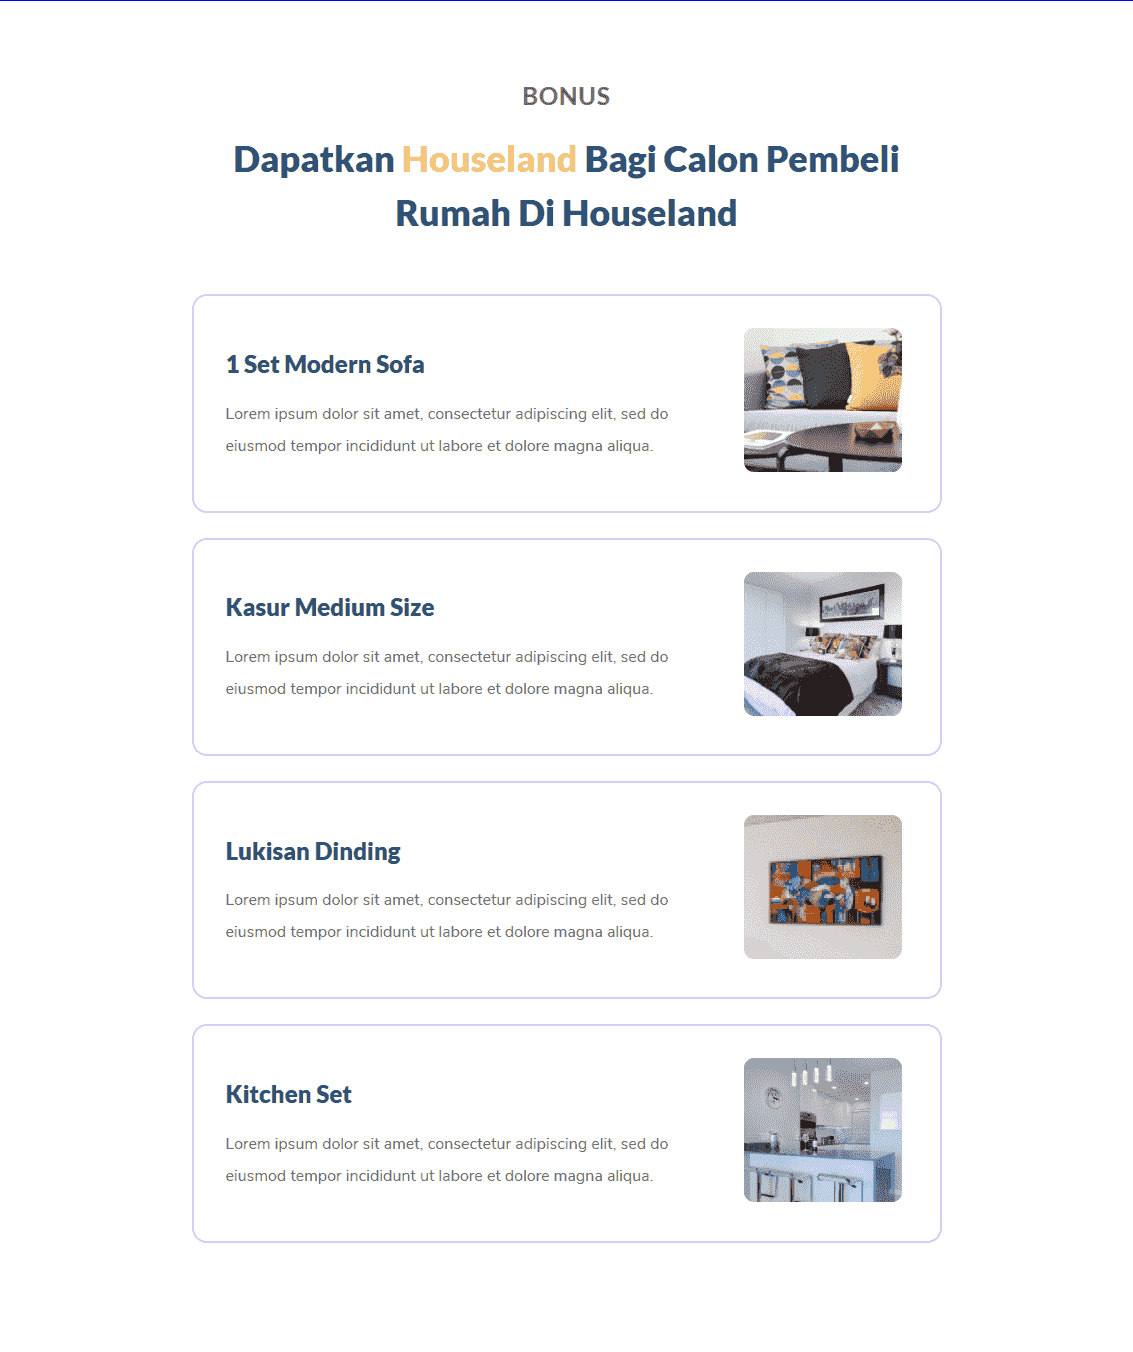 BONUS
Dapatkan Houseland Bagi Calon Pembeli
Rumah Di Houseland
1 Set Modern Sofa
Lorem ipsum dolor sit amet, consectetur adipiscing elit, sed do
eiusmod tempor incididunt ut labore et dolore magna aliqua.
Kasur Medium Size
Lorem ipsum dolor sit amet, consectetur adipiscing elit, sed do
eiusmod tempor incididunt ut labore et dolore magna aliqua.
Lukisan Dinding
Lorem ipsum dolor sit amet, consectetur adipiscing elit, sed do
eiusmod tempor incididunt ut labore et dolore magna aliqua.
Kitchen Set
Lorem ipsum dolor sit amet, consectetur adipiscing elit, sed do
eiusmod tempor incididunt ut labore et dolore magna aliqua.